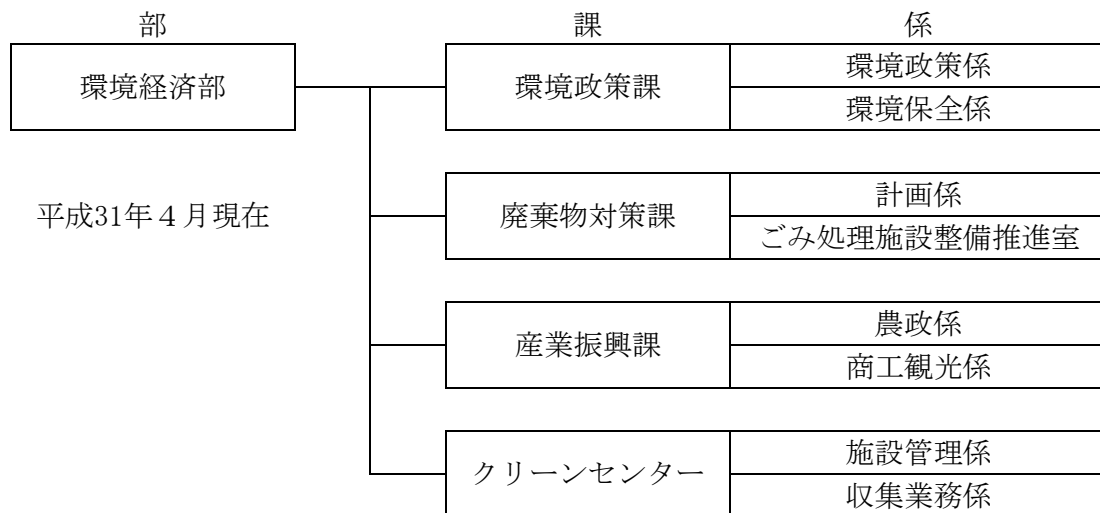 部 課 係
環境経済部
環境政策課
環境政策係
環境保全係
平成31年4月現在
廃棄物対策課
計画係
ごみ処理施設整備推進室
産業振興課
農政係
商工観光係
クリーンセンター
施設管理係
収集業務係